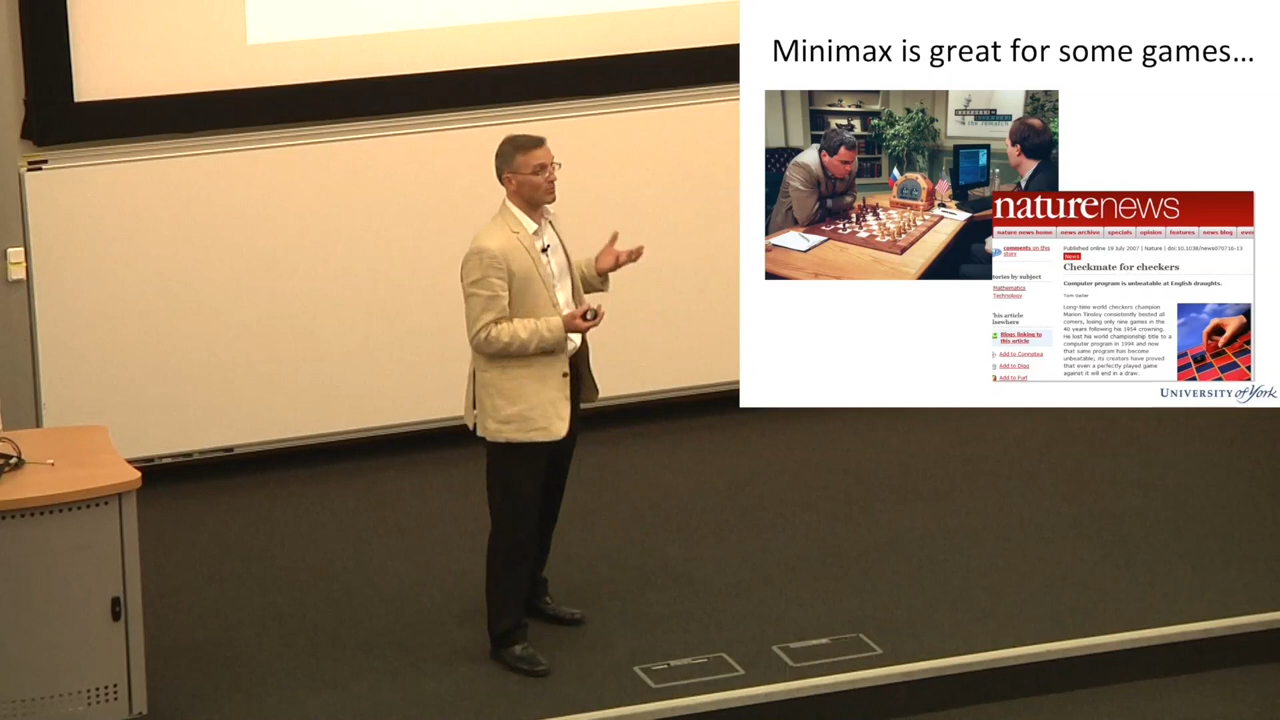 Minimax is great for some games...
the rematch
naturenews
nature news home news archive specials opinion features news blog
comments on this
story
Published online 19 July 2007 | Nature | doi:10.1038/news070716-13
News
Checkmate for checkers
tories by subject
Computer program is unbeatable at English draughts.
Mathematics
Technology
Long-time world checkers champion
Marion Tinsley consistently bested all
comers, losing only nine games in the
40 years following his 1954 crowning.
He lost his world championship title to a
computer program in 1994 and now
that same program has become
unbeatable; its creators have proved
that even a perfectly played game
against it will end in a draw.
his article
lsewhere
Blogs linking to
this article
Add to Connotea
Add to Digg
Add to Furl
UNIVERSITY of York